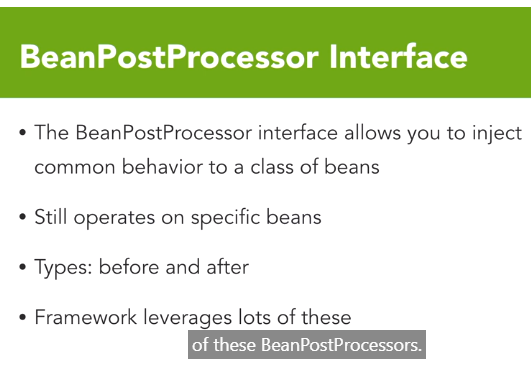 BeanPostProcessor Interface
• The BeanPostProcessor interface allows you to inject
common behavior to a class of beans
• Still operates on specific beans
• Types: before and after
• Framework leverages lots of these
of these BeanPostProcessors.